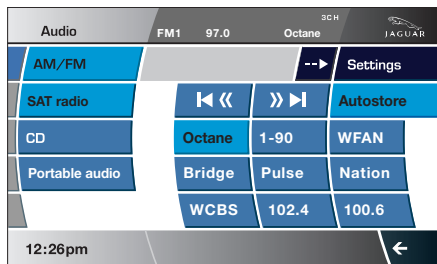 3CH
Audio FM1 97.0 Octane JAGUAR
AM/FM Settings
SAT radio Autostore
CD Octane 1-90 WFAN
Portable audio Bridge Pulse Nation
WCBS 102.4 100.6
12:26pm